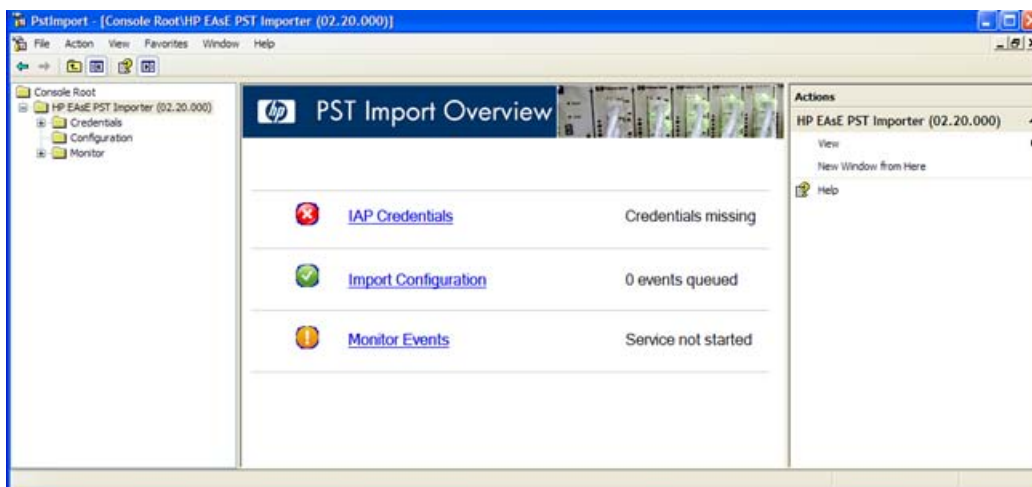 PstImport - [Console Root\HP EAsE PST Importer (02.20.000)]
File Action View Favorites Window Help
Console Root
HP EAsE PST Importer (02.20.000)
Credentials
Configuration
Monitor
hp PST Import Overview
IAP Credentials Credentials missing
Import Configuration 0 events queued
Monitor Events Service not started
Actions
HP EAsE PST Importer (02.20.000)
View
New Window from Here
Help